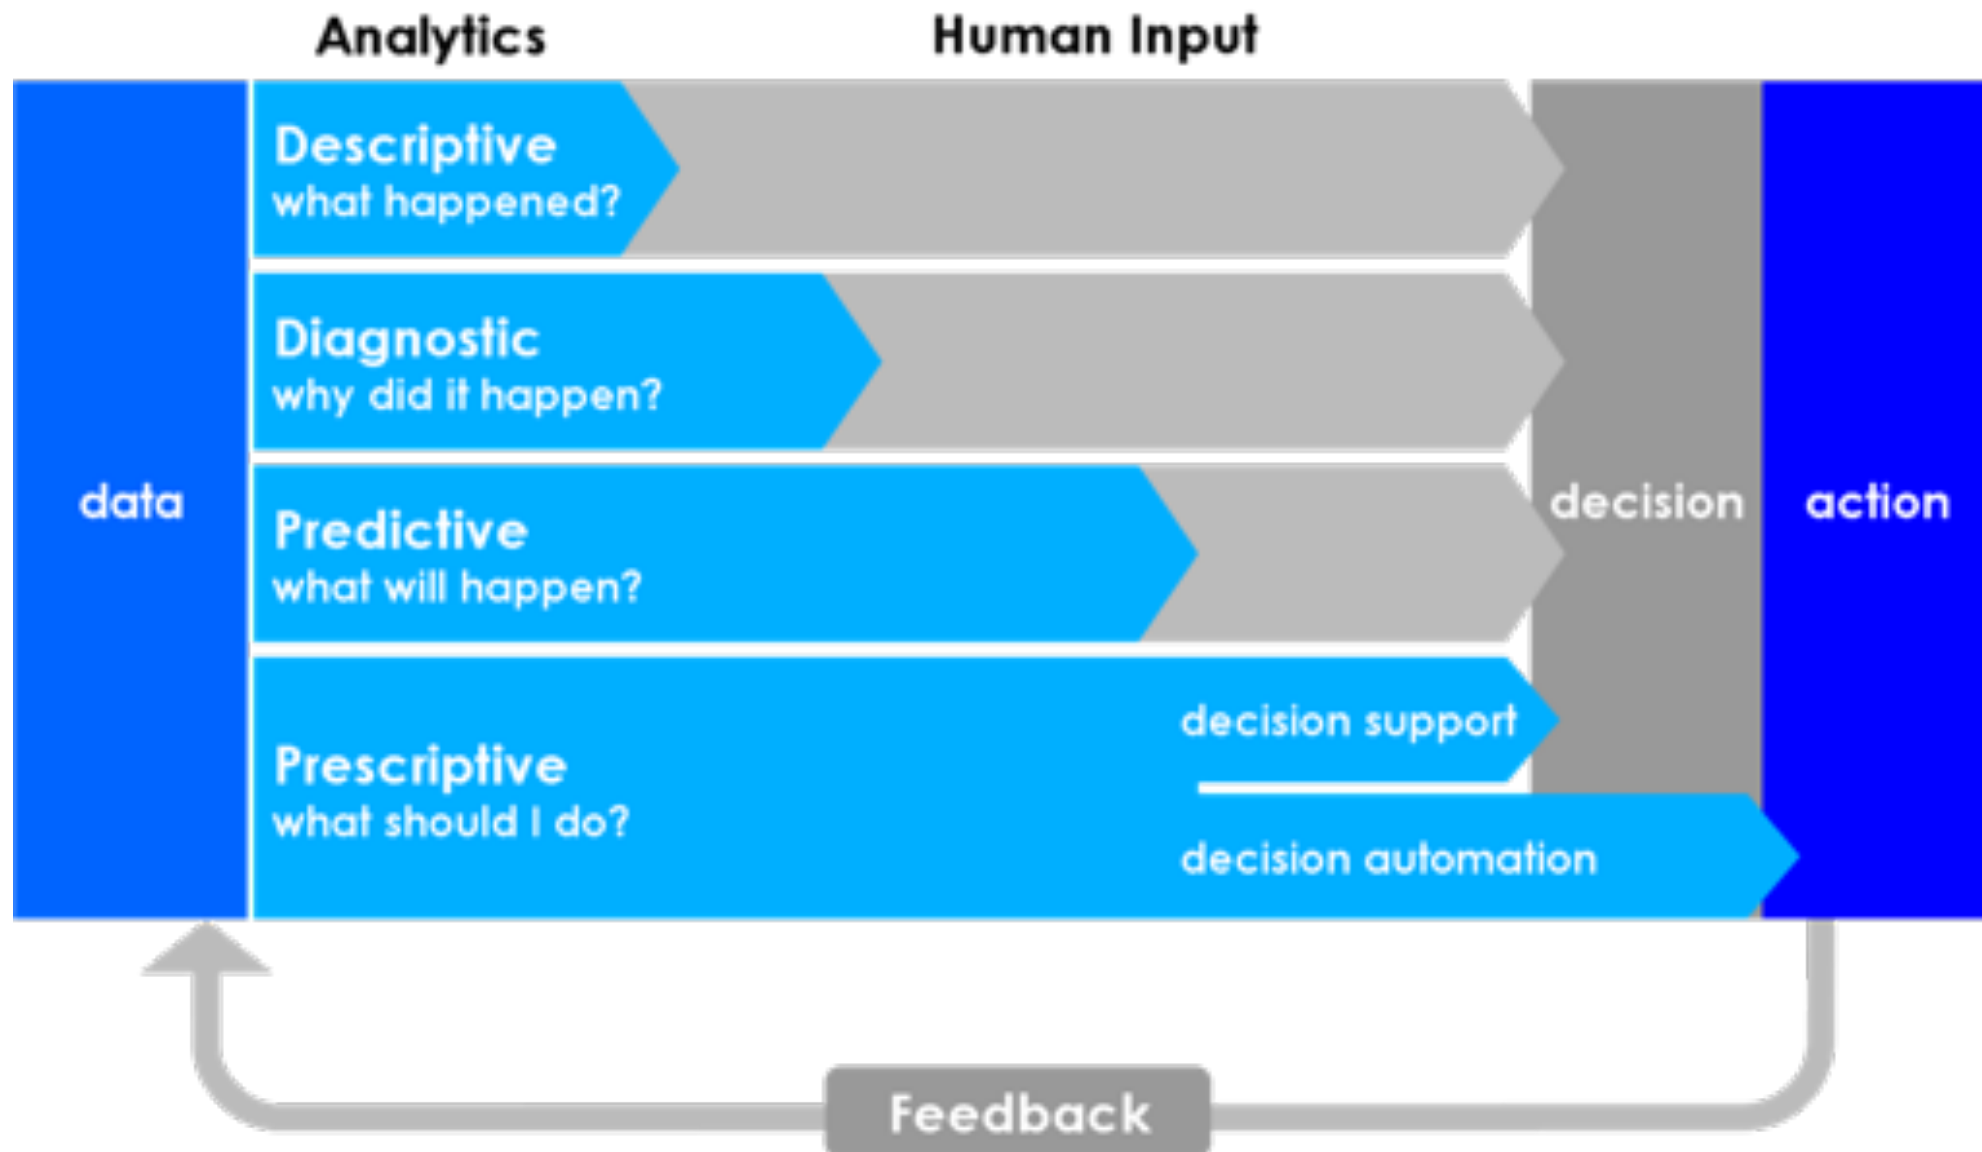 Analytics
Human Input
data
Descriptive
what happened?
Diagnostic
why did it happen?
Predictive
what will happen?
Prescriptive
what should I do?
decision support
decision automation
decision
action
Feedback